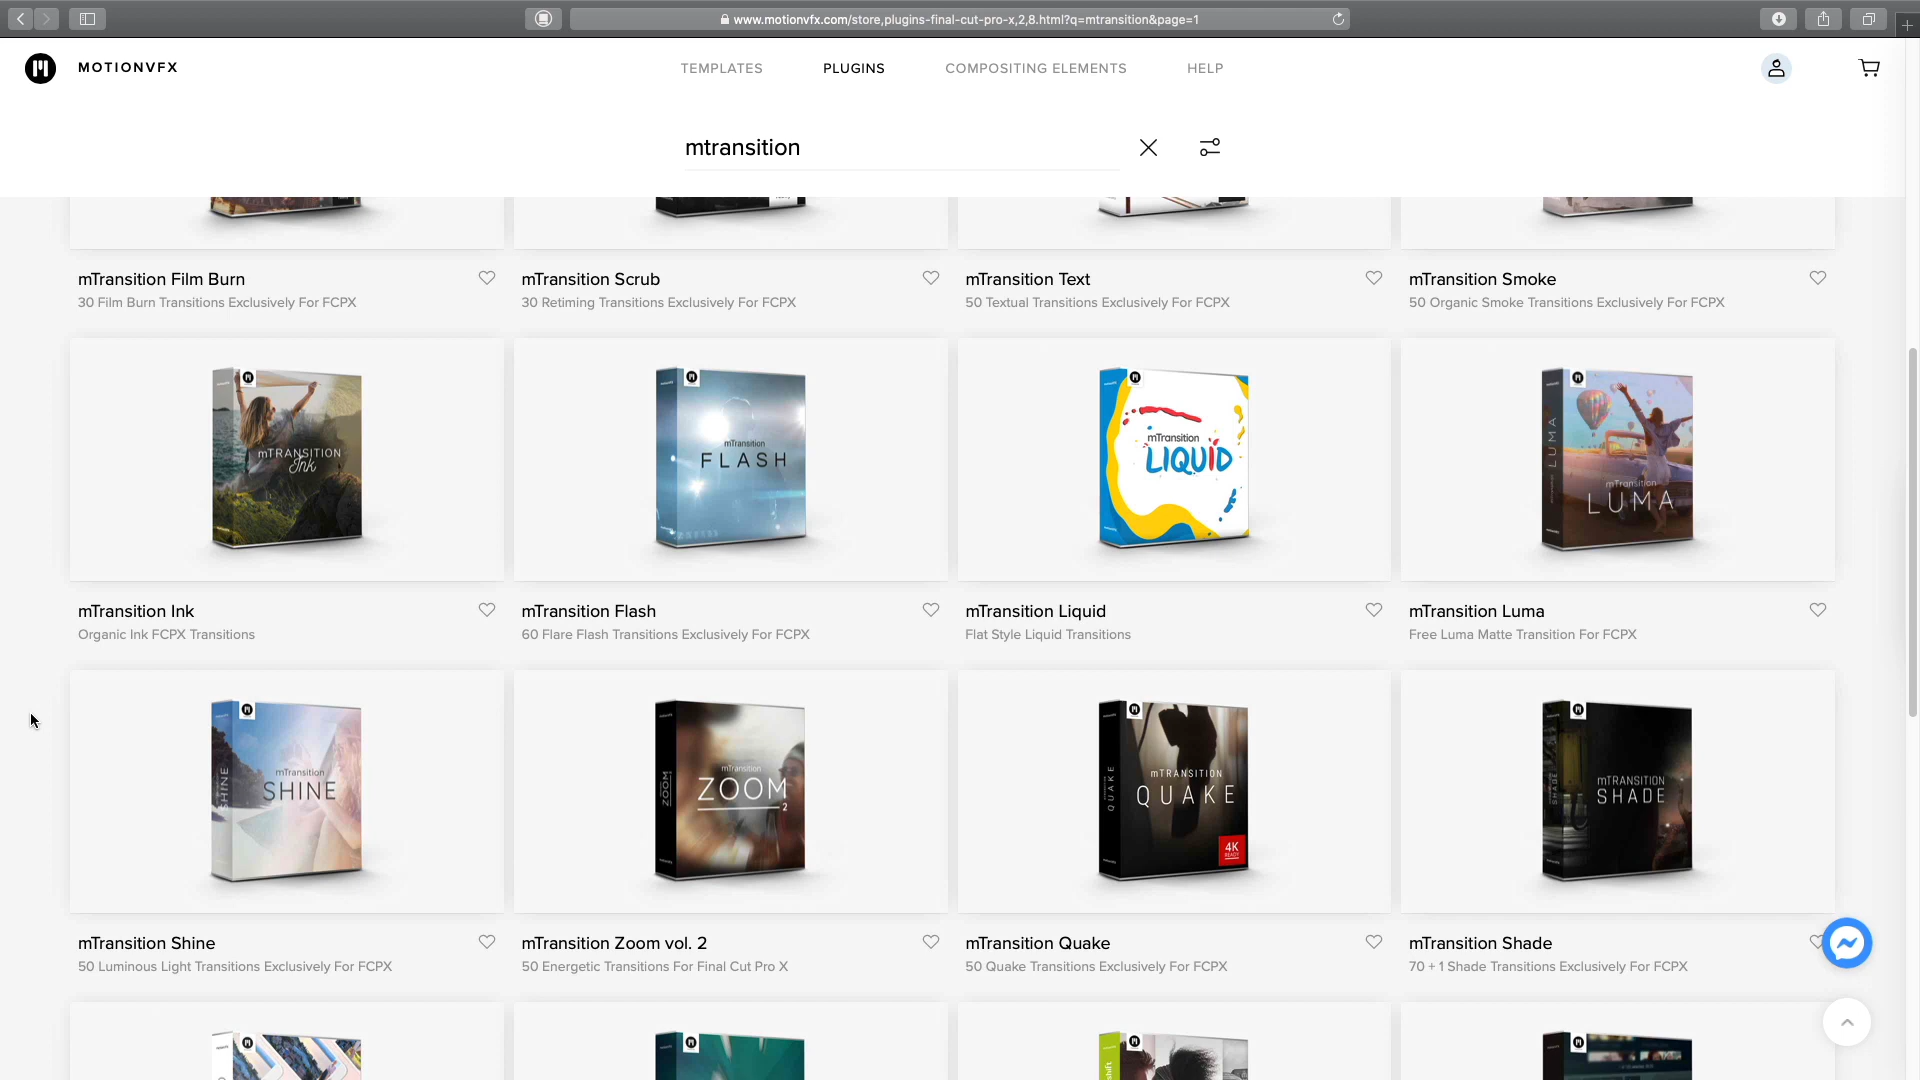 www.motionvfx.com/store,plugins-final-cut-pro-x,2,8.html?q=mtransition&page=1
MOTIONVFX
TEMPLATES
PLUGINS
COMPOSITING ELEMENTS
HELP
mtransition
mTransition Film Burn
30 Film Burn Transitions Exclusively For FCPX
mTransition Scrub
30 Retiming Transitions Exclusively For FCPX
mTransition Text
50 Textual Transitions Exclusively For FCPX
mTransition Smoke
50 Organic Smoke Transitions Exclusively For FCPX
mTRANSITION
Ink
mTransition
FLASH
mTransition
LIQUID
LUMA
mTransition
LUMA
mTransition Ink
Organic Ink FCPX Transitions
mTransition Flash
60 Flare Flash Transitions Exclusively For FCPX
mTransition Liquid
Flat Style Liquid Transitions
mTransition Luma
Free Luma Matte Transition For FCPX
SHINE
mTransition
SHINE
ZOOM
mTransition
ZOOM
2
QUAKE
mTRANSITION
QUAKE
4K
READY
SHADE
mTRANSITION
SHADE
mTransition Shine
50 Luminous Light Transitions Exclusively For FCPX
mTransition Zoom vol. 2
50 Energetic Transitions For Final Cut Pro X
mTransition Quake
50 Quake Transitions Exclusively For FCPX
mTransition Shade
70 + 1 Shade Transitions Exclusively For FCPX